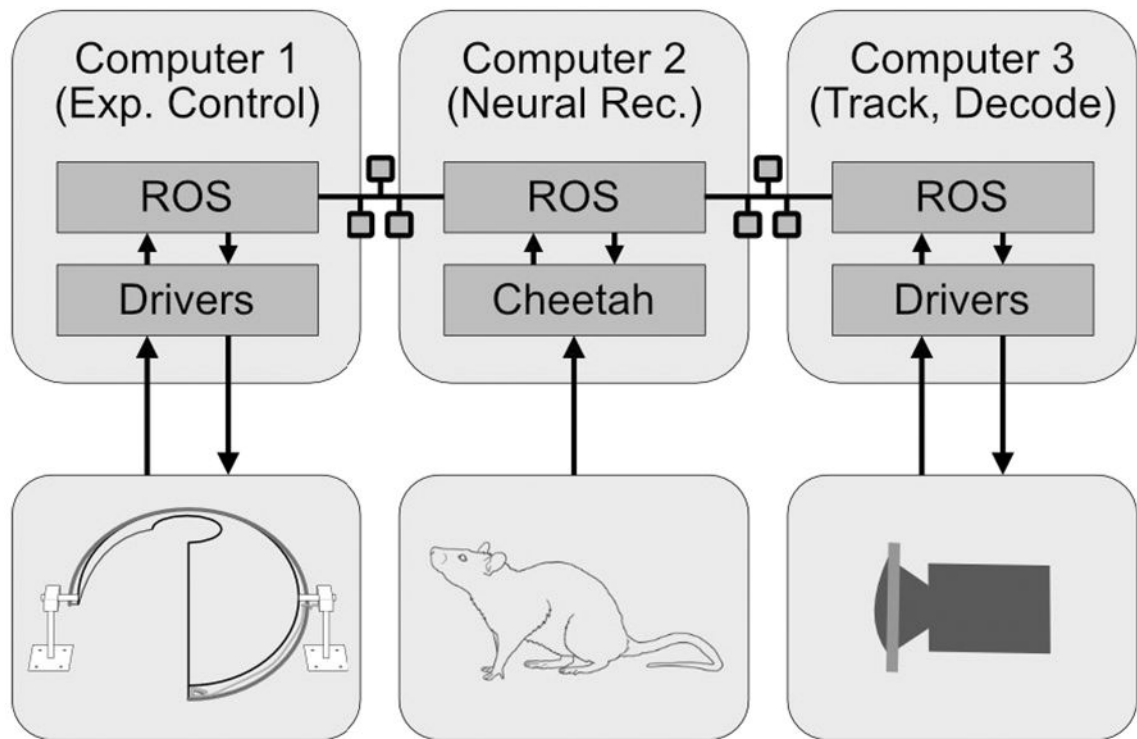 Computer 1
(Exp. Control)
ROS
Drivers
Computer 2
(Neural Rec.)
ROS
Cheetah
Computer 3
(Track, Decode)
ROS
Drivers